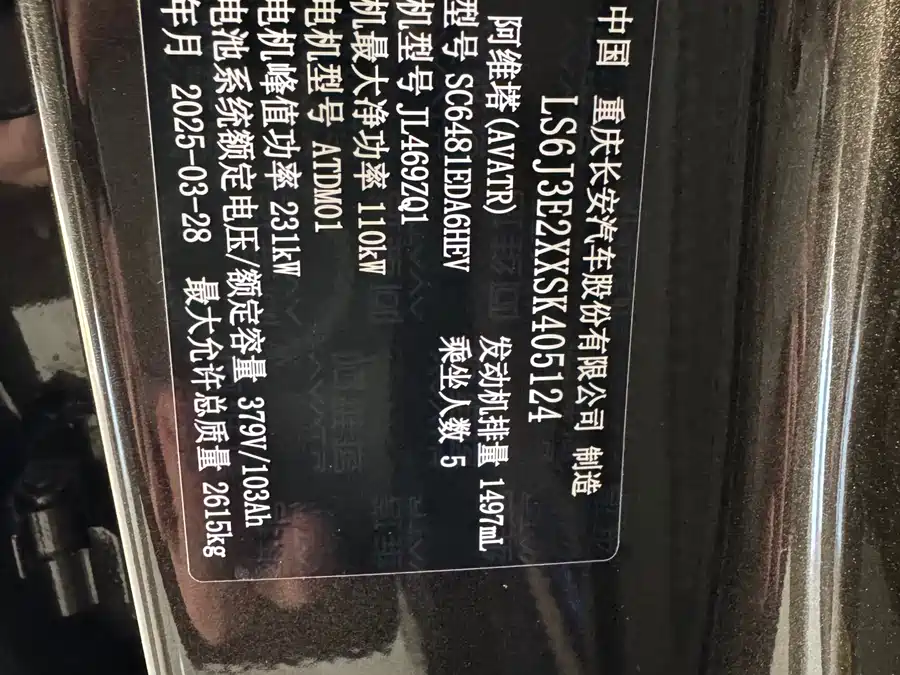 中国 重庆长安汽车股份有限公司 制造
LS6J3E2XXSK405124
阿维塔(AVATR) 发动机排量 1497mL
型号 SC6481EDA6HEV 乘坐人数 5
机型号 JL469ZQ1
机最大净功率 110kW
电机型号 ATDM01
电机峰值功率 231kW
电池系统额定电压/额定容量 379V/103Ah
年月 2025-03-28 最大允许总质量 2615kg